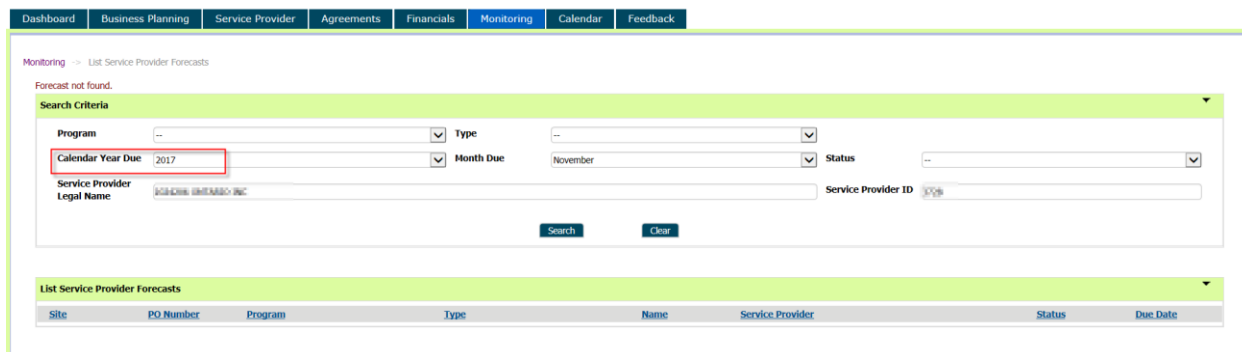 Dashboard Business Planning Service Provider Agreements Financials Monitoring Calendar Feedback
Monitoring -> List Service Provider Forecasts
Forecast not found.
Search Criteria
Program -- Type --
Calendar Year Due 2017 Month Due November Status --
Service Provider Legal Name ONTARIO INC Service Provider ID
Search Clear
List Service Provider Forecasts
Site PO Number Program Type Name Service Provider Status Due Date